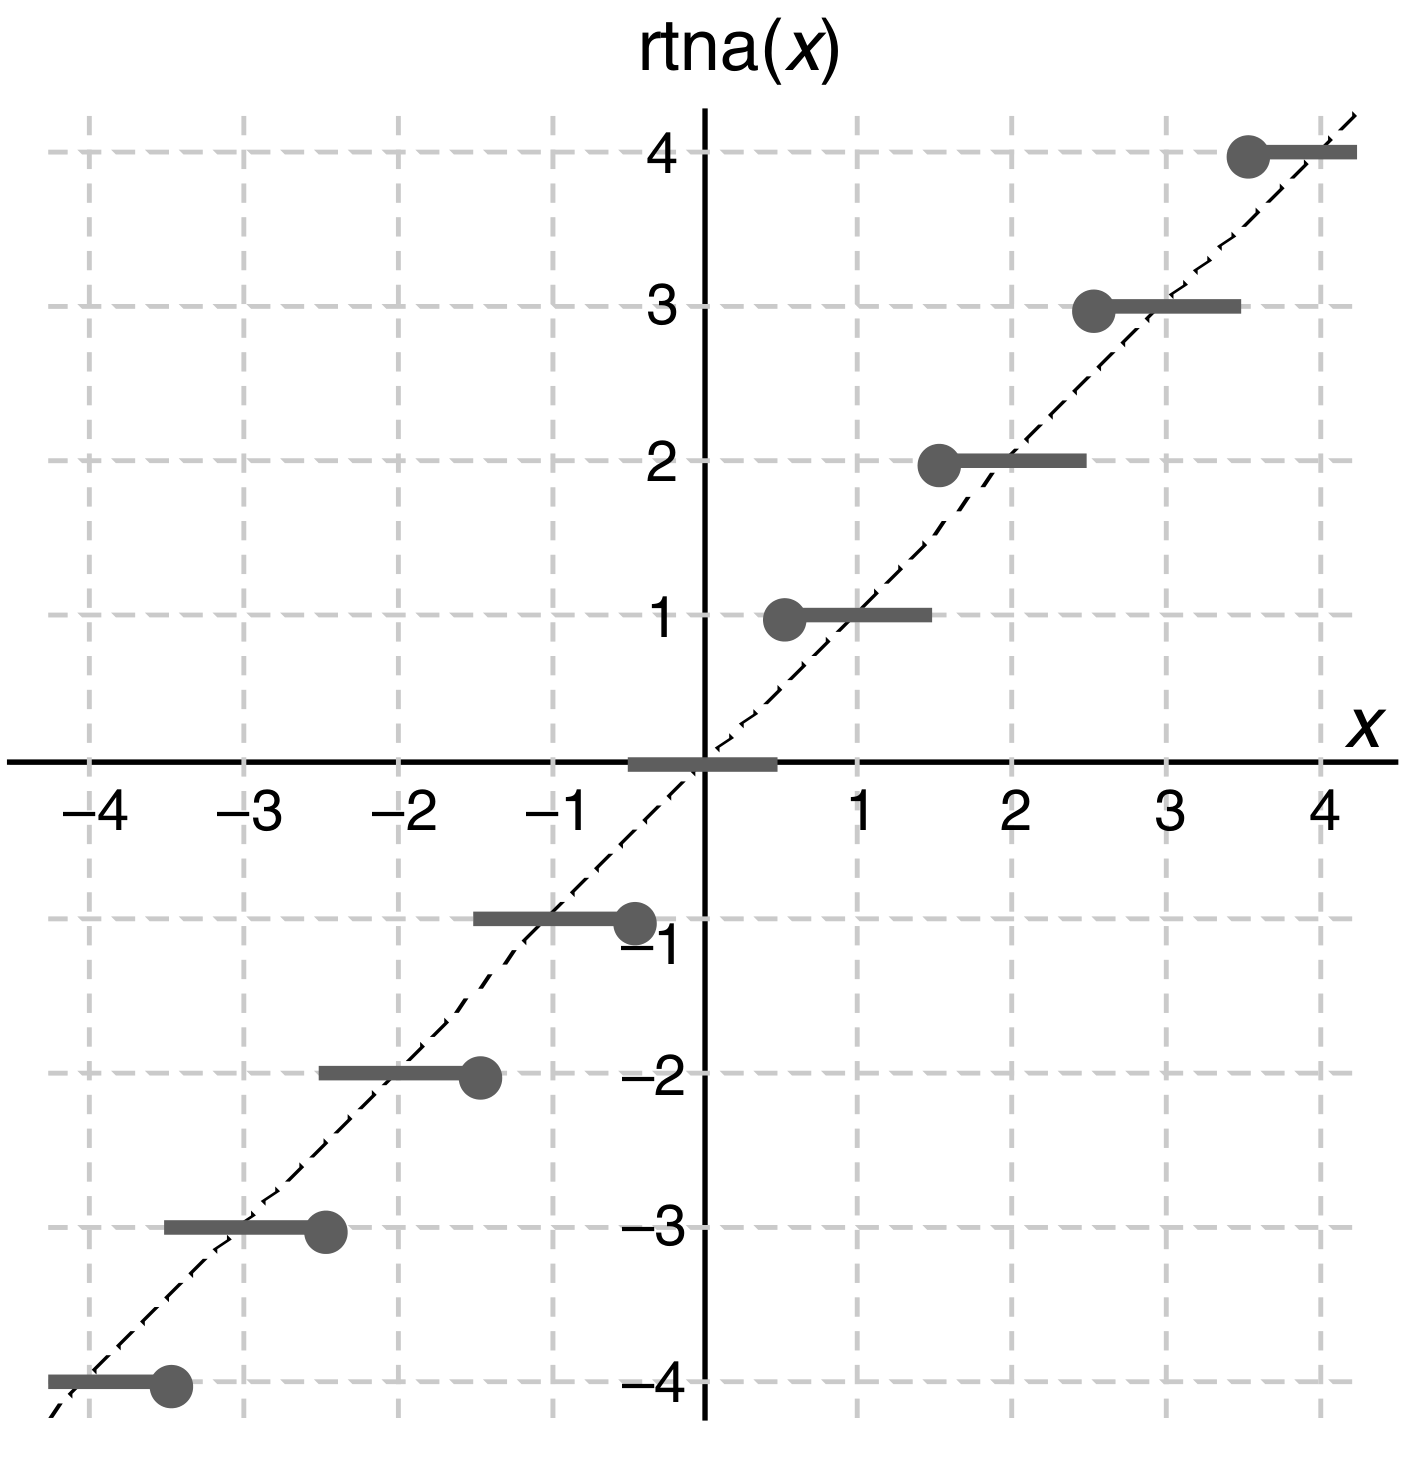 rtna(x)
4
3
2
1
x
–4 –3 –2 –1 1 2 3 4
–1
–2
–3
–4